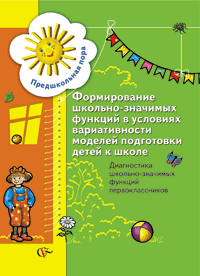 Предшкольная пора
Формирование
школьно-значимых
функций в условиях
вариативности
моделей подготовки
детей к школе
Диагностика
школьно-значимых
функций
первоклассников